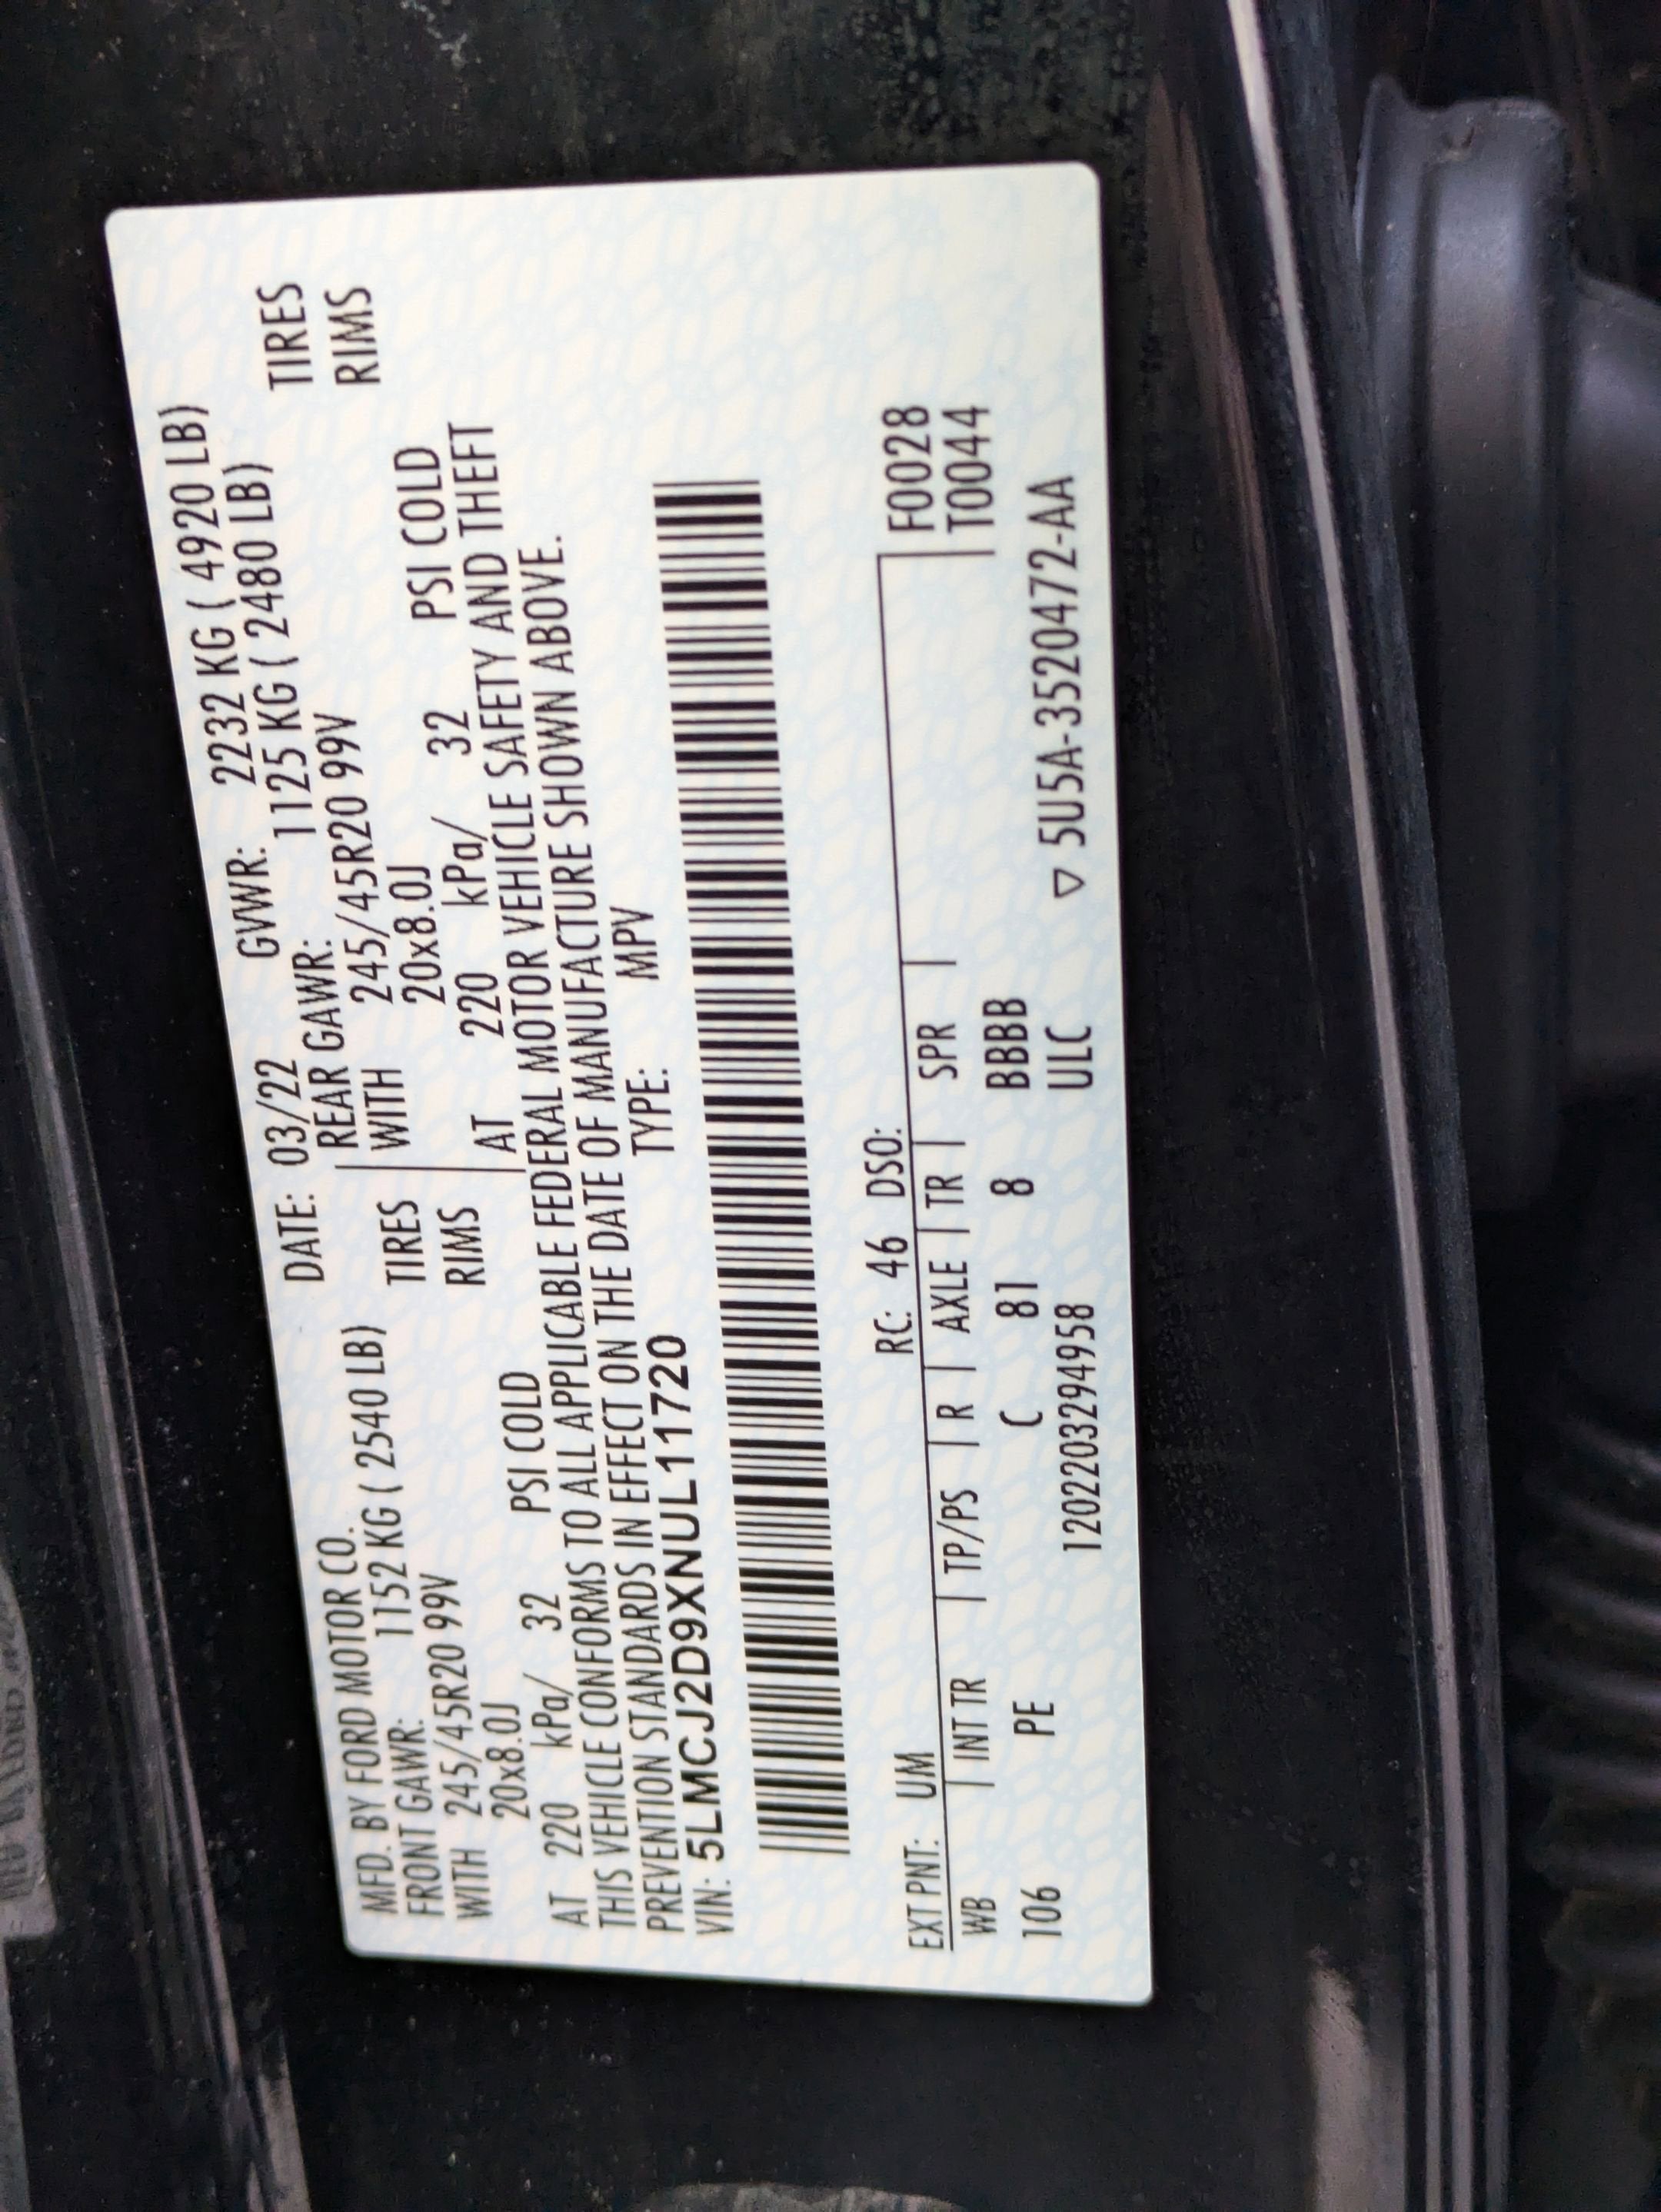 MFD. BY FORD MOTOR CO. DATE: 03/22 GVWR: 2232 KG ( 4920 LB)
FRONT GAWR: 1152 KG ( 2540 LB) REAR GAWR: 1125 KG ( 2480 LB)
WITH 245/45R20 99V TIRES WITH 245/45R20 99V TIRES
20x8.0J RIMS 20x8.0J RIMS
AT 220 kPa/ 32 PSI COLD AT 220 kPa/ 32 PSI COLD
THIS VEHICLE CONFORMS TO ALL APPLICABLE FEDERAL MOTOR VEHICLE SAFETY AND THEFT
PREVENTION STANDARDS IN EFFECT ON THE DATE OF MANUFACTURE SHOWN ABOVE.
VIN: 5LMCJ2D9XNUL11720 TYPE: MPV
EXT PNT: UM RC: 46 DSO:
WB | INT TR | TP/PS | R | AXLE | TR | SPR | F0028
106 PE C 81 8 BBBB T0044
1202203294958 ULC ▽ 5U5A-3520472-AA